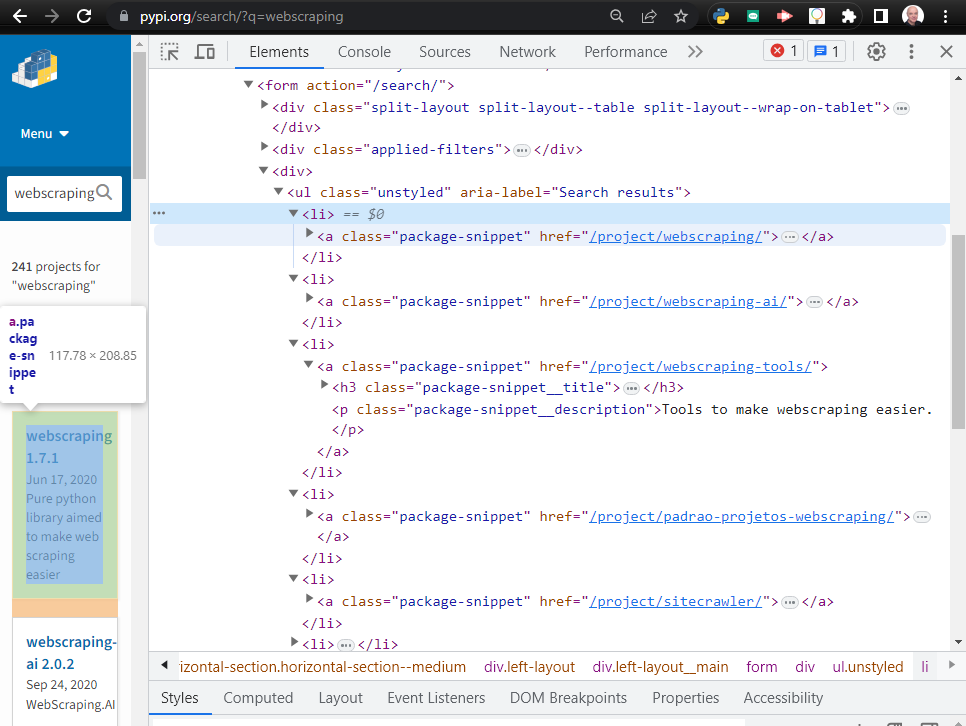 pypi.org/search/?q=webscraping
Menu
webscraping
241 projects for
"webscraping"
a.pa
ckag
e-sn
ippe
t
117.78 × 208.85
webscraping
1.7.1
Jun 17, 2020
Pure python
library aimed
to make web
scraping
easier
webscraping-
ai 2.0.2
Sep 24, 2020
WebScraping.AI
Elements Console Sources Network Performance 1 1
<form action="/search/">
<div class="split-layout split-layout--table split-layout--wrap-on-tablet">…
</div>
<div class="applied-filters">…</div>
<div>
<ul class="unstyled" aria-label="Search results">
…<li> == $0
<a class="package-snippet" href="/project/webscraping/">…</a>
</li>
<li>
<a class="package-snippet" href="/project/webscraping-ai/">…</a>
</li>
<li>
<a class="package-snippet" href="/project/webscraping-tools/">
<h3 class="package-snippet__title">…</h3>
<p class="package-snippet__description">Tools to make webscraping easier.
</p>
</a>
</li>
<li>
<a class="package-snippet" href="/project/padrao-projetos-webscraping/">…
</a>
</li>
<li>
<a class="package-snippet" href="/project/sitecrawler/">…</a>
</li>
<li>…</li>
rizontal-section.horizontal-section--medium div.left-layout div.left-layout__main form div ul.unstyled li
Styles Computed Layout Event Listeners DOM Breakpoints Properties Accessibility